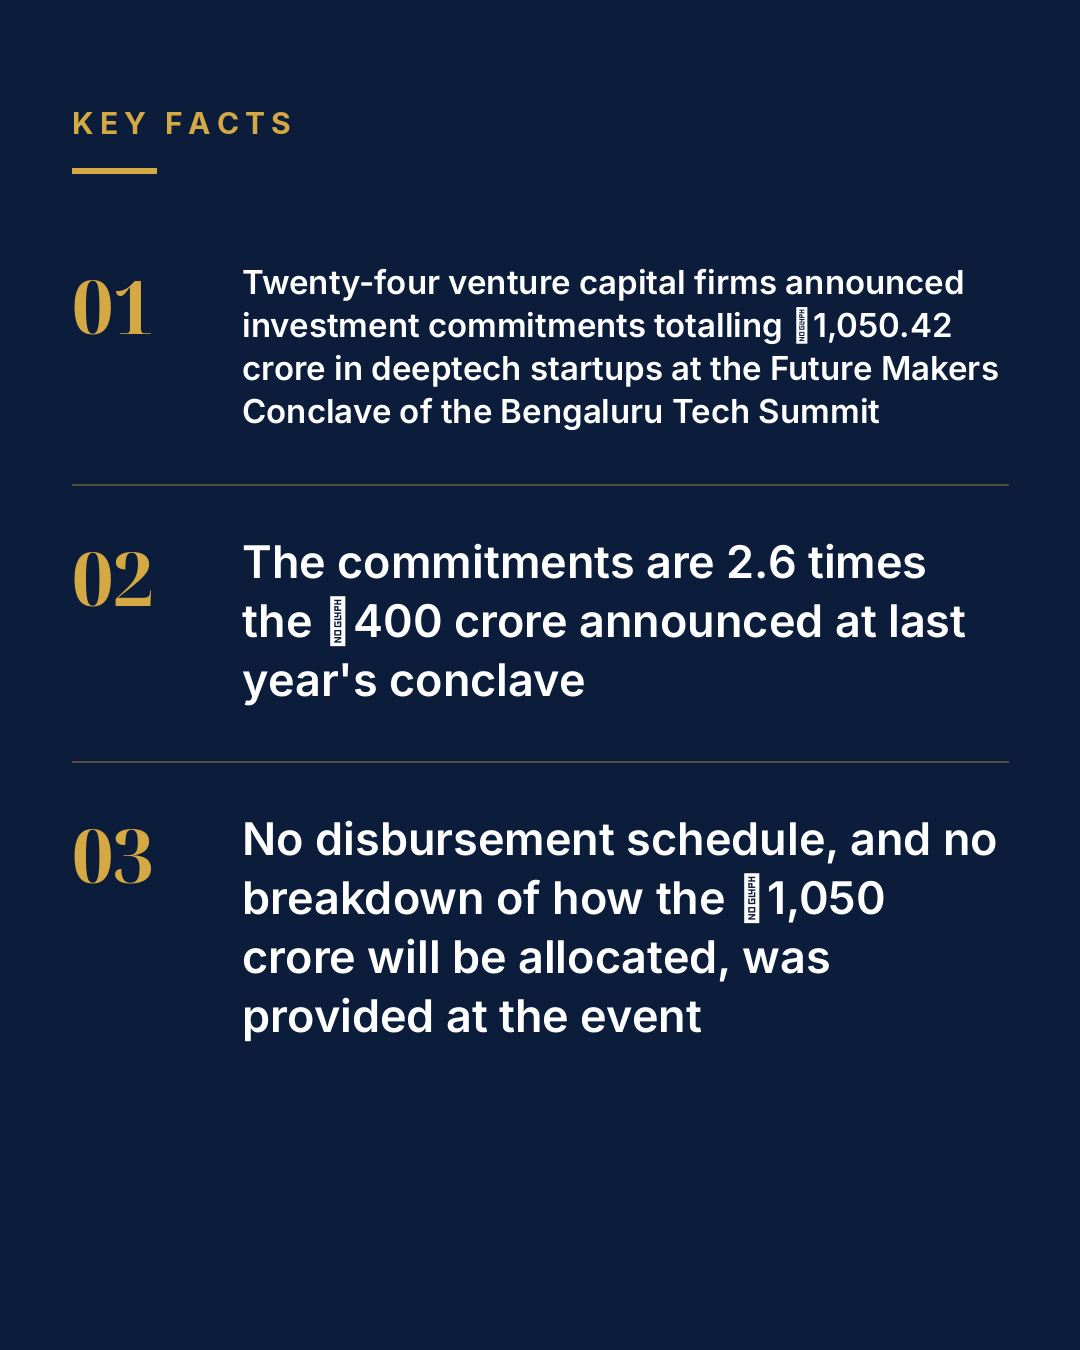 KEY FACTS
01
Twenty-four venture capital firms announced
investment commitments totalling 1,050.42
crore in deeptech startups at the Future Makers
Conclave of the Bengaluru Tech Summit
02
The commitments are 2.6 times
the 400 crore announced at last
year's conclave
03
No disbursement schedule, and no
breakdown of how the 1,050
crore will be allocated, was
provided at the event